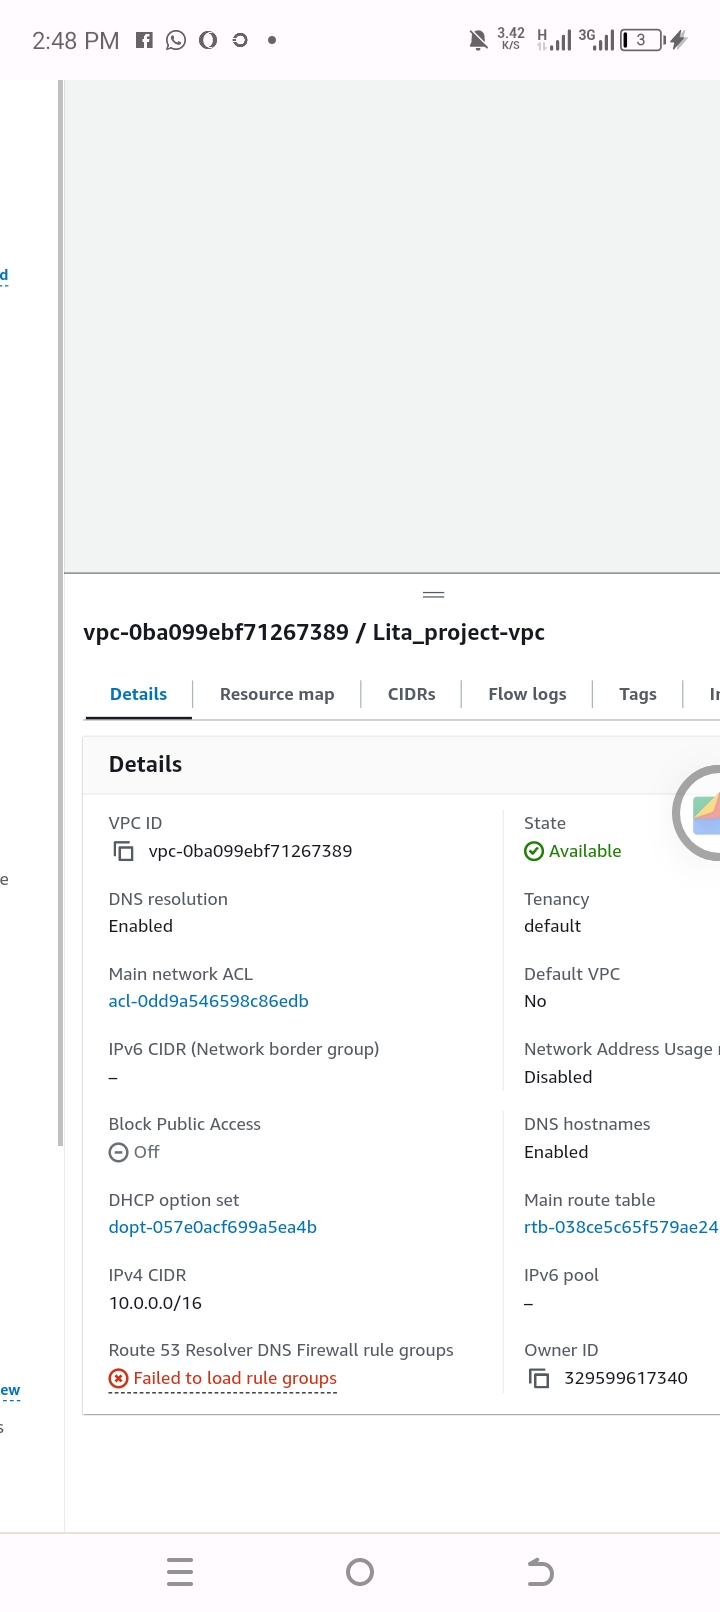 2:48 PM
3.42
K/S
H
3G
3
d
vpc-0ba099ebf71267389 / Lita_project-vpc
Details
Resource map
CIDRs
Flow logs
Tags
Details
VPC ID
vpc-0ba099ebf71267389
State
Available
e
DNS resolution
Enabled
Tenancy
default
Main network ACL
acl-0dd9a546598c86edb
Default VPC
No
IPv6 CIDR (Network border group)
–
Network Address Usage
Disabled
Block Public Access
Off
DNS hostnames
Enabled
DHCP option set
dopt-057e0acf699a5ea4b
Main route table
rtb-038ce5c65f579ae24
IPv4 CIDR
10.0.0.0/16
IPv6 pool
–
Route 53 Resolver DNS Firewall rule groups
Failed to load rule groups
Owner ID
329599617340
ew
s